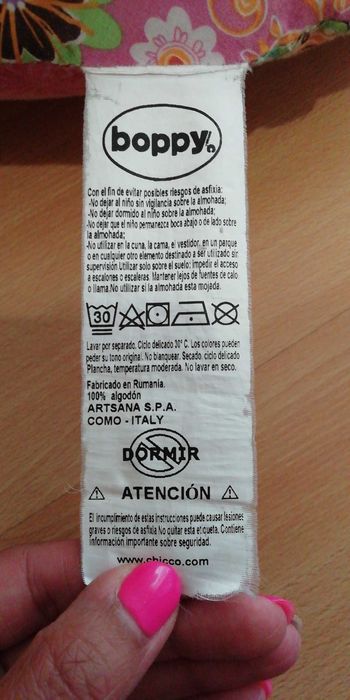 boppy
Con el fin de evitar posibles riesgos de asfixia:
-No dejar al niño sin vigilancia sobre la almohada;
-No dejar dormido al niño sobre la almohada;
-No dejar que el niño permanezca boca abajo o de lado sobre
la almohada;
-No utilizar en la cuna, la cama, el vestidor, en un parque
o en cualquier otro elemento destinado a ser utilizado sin
supervisión.Utilizar solo sobre el suelo: impedir el acceso
a escalones o escaleras. Mantener lejos de fuentes de calo
o llama.No utilizar si la almohada esta mojada.
30
Lavar por separado. Ciclo delicado 30° C. Los colores pueden
peder su tono original. No blanquear. Secado, ciclo delicado
Plancha, temperatura moderada. No lavar en seco.
Fabricado en Rumania.
100% algodón
ARTSANA S.P.A.
COMO - ITALY
DORMIR
ATENCIÓN
El incumplimiento de estas instrucciones puede causar lesiones
graves o riesgos de asfixia No quitar esta etiqueta. Contiene
información importante sobre seguridad.
www.chicco.com